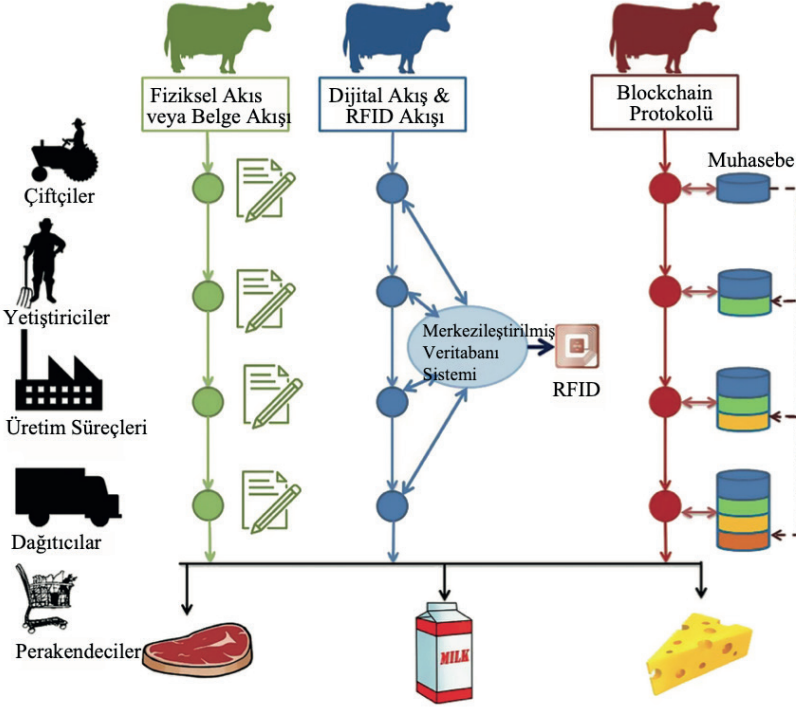 Fiziksel Akıs
veya Belge Akışı
Dijital Akış &
RFID Akışı
Blockchain
Protokolü
Muhasebe
Çiftçiler
Yetiştiriciler
Merkezileştirilmiş
Veritabanı
Sistemi
RFID
Üretim Süreçleri
Dağıtıcılar
Perakendeciler
MILK